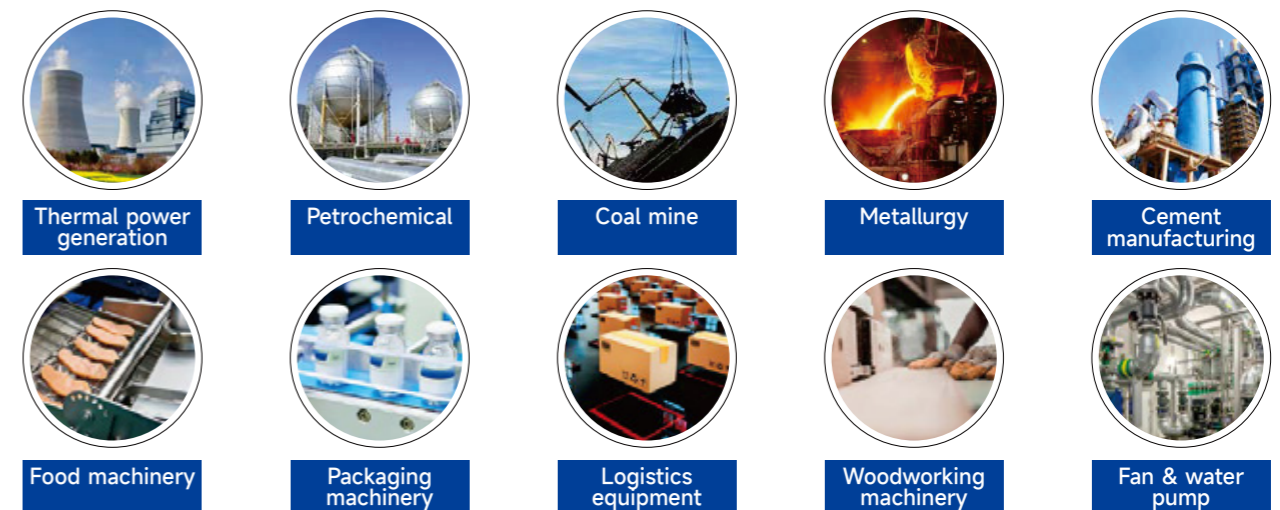 Thermal power
generation
Petrochemical
Coal mine
Metallurgy
Cement
manufacturing
Food machinery
Packaging
machinery
Logistics
equipment
Woodworking
machinery
Fan & water
pump